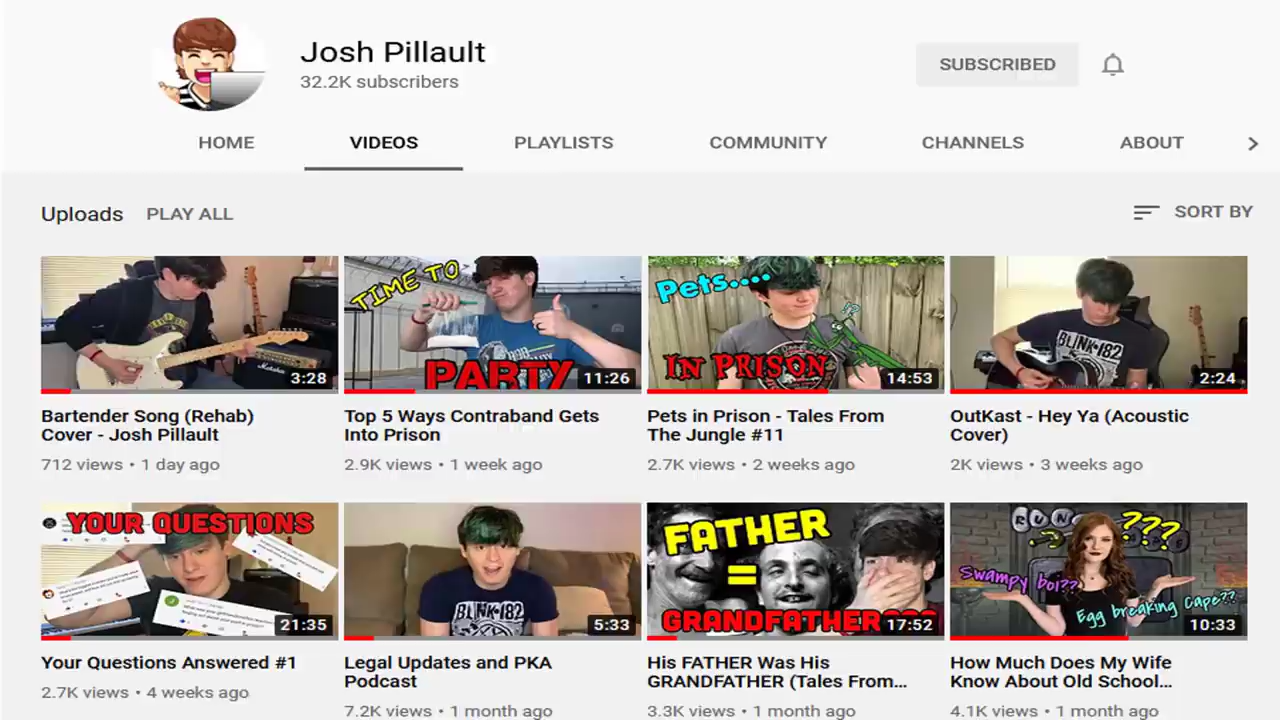 Josh Pillault
32.2K subscribers
SUBSCRIBED
HOME
VIDEOS
PLAYLISTS
COMMUNITY
CHANNELS
ABOUT
Uploads
PLAY ALL
SORT BY
Marshall
3:28
TIME TO
PARTY
11:26
Pets....
IN PRISON
14:53
BLINK-182
2:24
Bartender Song (Rehab)
Cover - Josh Pillault
712 views • 1 day ago
Top 5 Ways Contraband Gets
Into Prison
2.9K views • 1 week ago
Pets in Prison - Tales From
The Jungle #11
2.7K views • 2 weeks ago
OutKast - Hey Ya (Acoustic
Cover)
2K views • 3 weeks ago
YOUR QUESTIONS
21:35
BLINK-182
5:33
FATHER
=
GRANDFATHER???
17:52
RUN
???
Swampy boi??
Egg breaking Cape??
10:33
Your Questions Answered #1
2.7K views • 4 weeks ago
Legal Updates and PKA
Podcast
7.2K views • 1 month ago
His FATHER Was His
GRANDFATHER (Tales From...
3.3K views • 1 month ago
How Much Does My Wife
Know About Old School...
4.1K views • 1 month ago